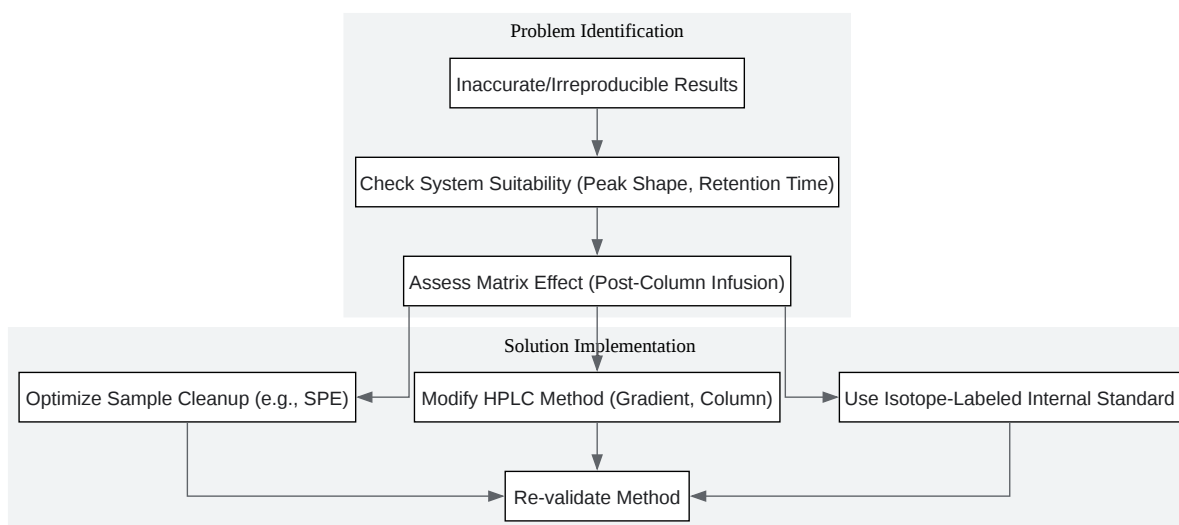 Problem Identification
Inaccurate/Irreproducible Results
Check System Suitability (Peak Shape, Retention Time)
Assess Matrix Effect (Post-Column Infusion)
Solution Implementation
Optimize Sample Cleanup (e.g., SPE)
Modify HPLC Method (Gradient, Column)
Use Isotope-Labeled Internal Standard
Re-validate Method